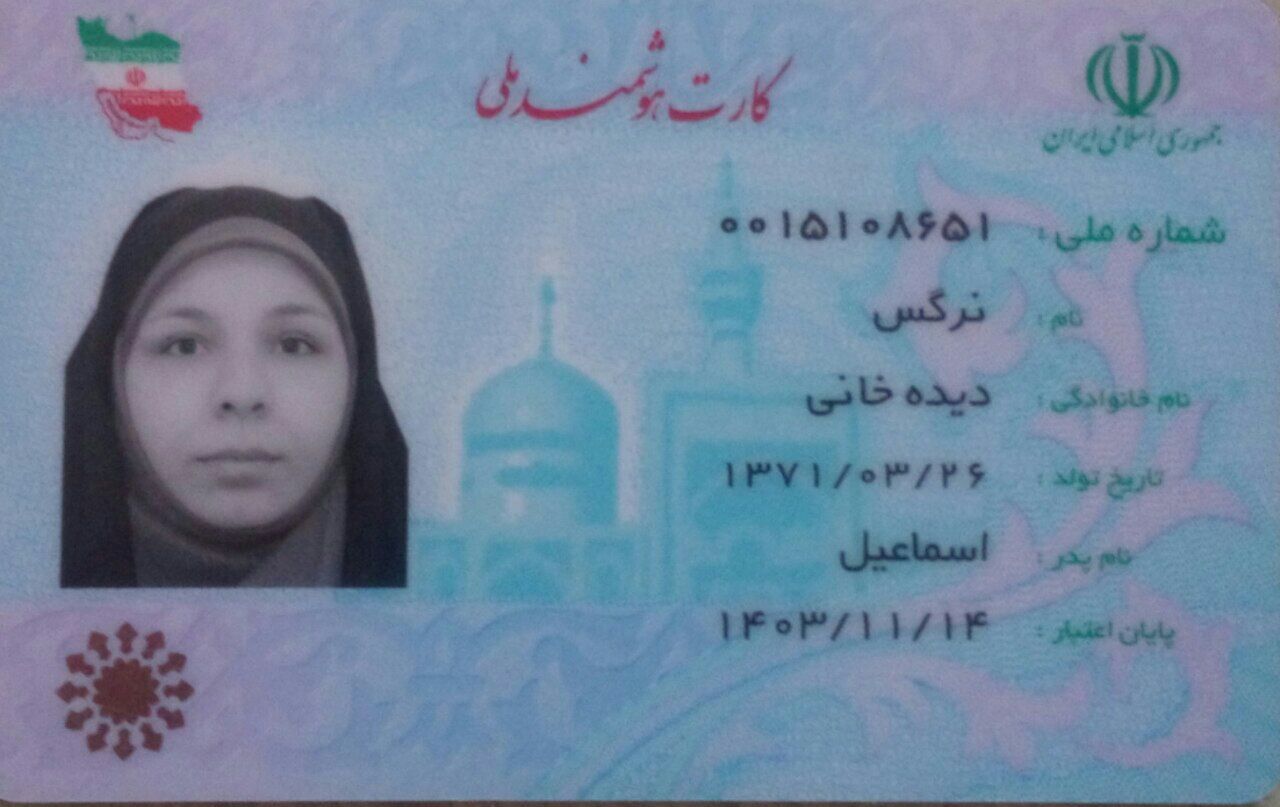 کارت هوشمند ملی
جمهوری اسلامی ایران
شماره ملی : ۰۰۱۵۱۰۸۶۵۱
نام : نرگس
نام خانوادگی : دیده خانی
تاریخ تولد : ۱۳۷۱/۰۳/۲۶
نام پدر : اسماعیل
پایان اعتبار : ۱۴۰۳/۱۱/۱۴